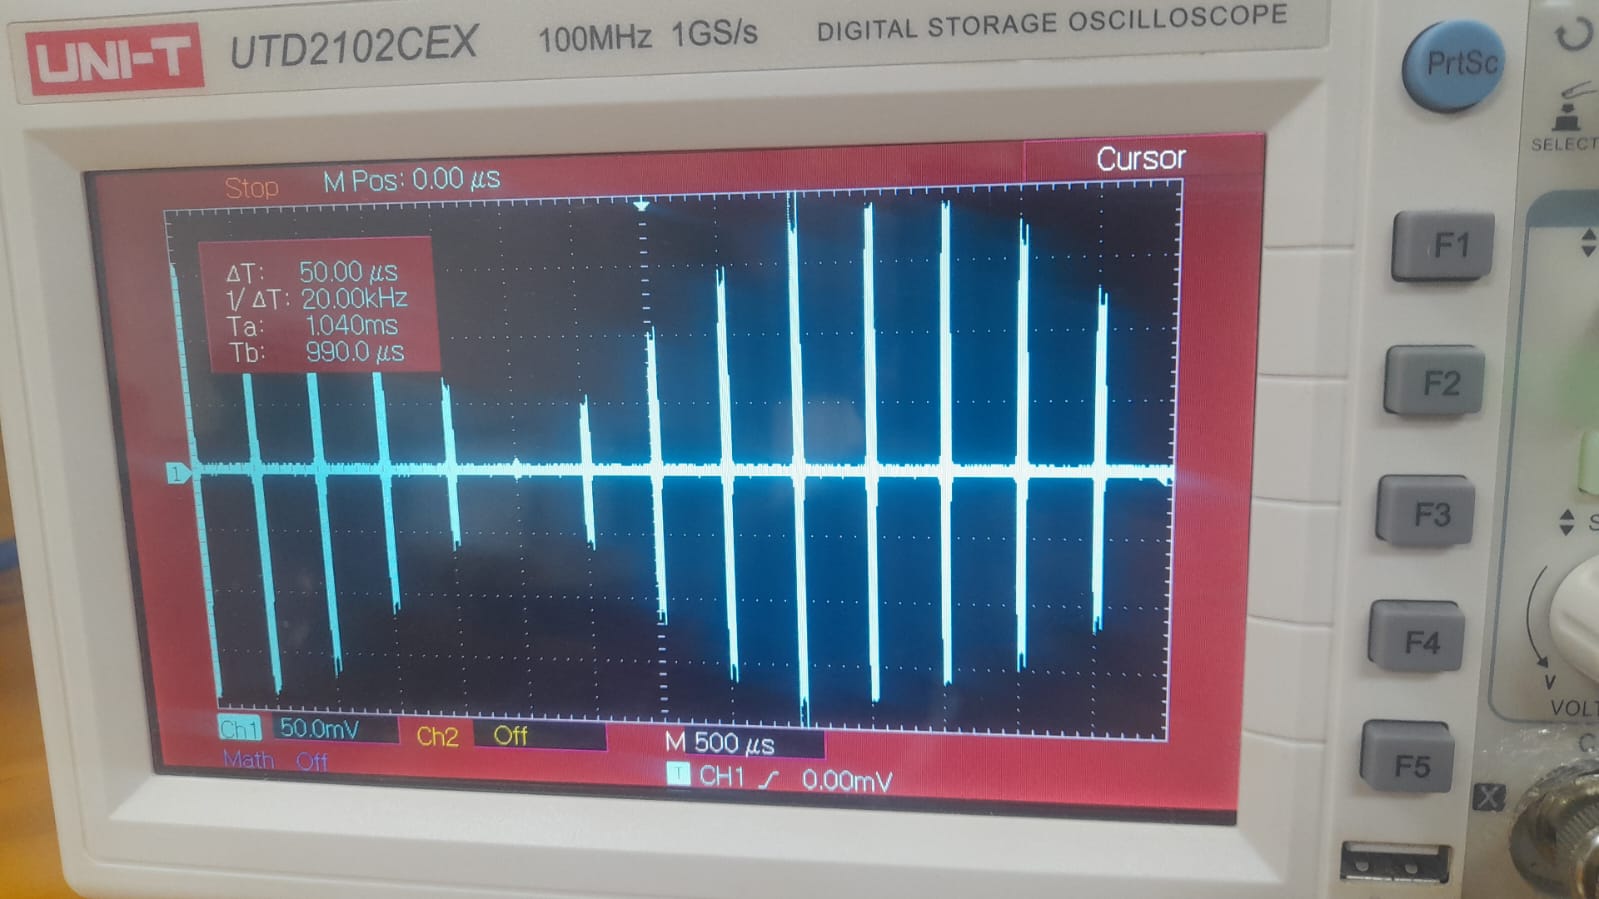 UNI-T UTD2102CEX 100MHz 1GS/s DIGITAL STORAGE OSCILLOSCOPE
PrtSc
SELECT
Stop M Pos: 0.00 μs Cursor
ΔT: 50.00 μs
1/ΔT: 20.00kHz
Ta: 1.040ms
Tb: 990.0 μs
1
F1
F2
F3
F4
F5
Ch1 50.0mV Ch2 Off M 500 μs
Math Off T CH1 0.00mV
V
VOLT
X